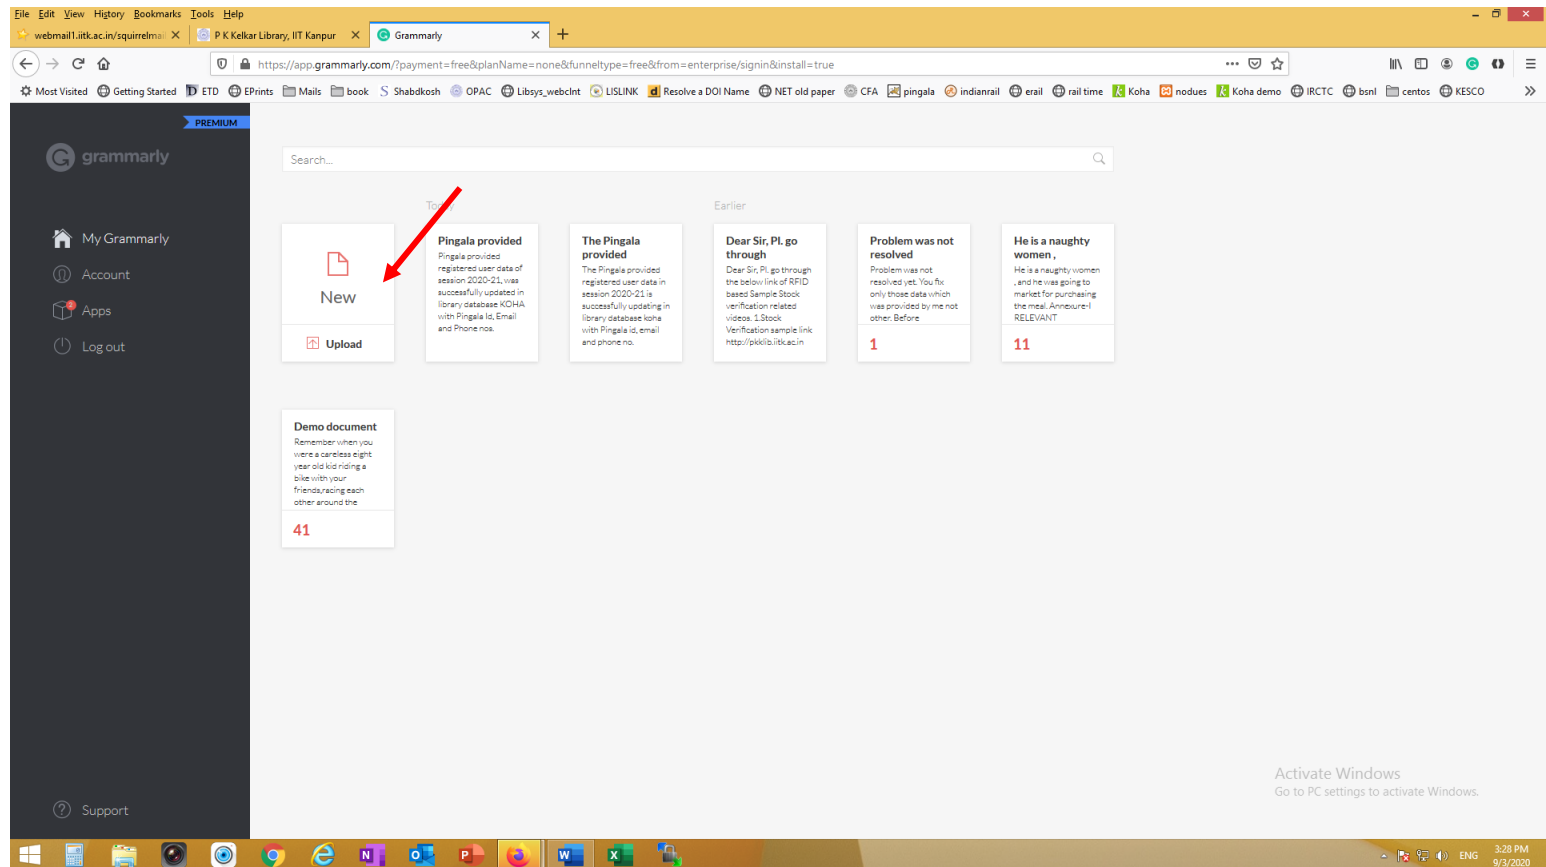 File Edit View History Bookmarks Tools Help
webmail1.iitk.ac.in/squirrelmai
P K Kelkar Library, IIT Kanpur
Grammarly
https://app.grammarly.com/?payment=free&planName=none&funneltype=free&from=enterprise/signin&install=true
Most Visited Getting Started ETD EPrints Mails book Shabdkosh OPAC Libsys_webclnt LISLINK Resolve a DOI Name NET old paper CFA pingala indianrail erail rail time Koha nodues Koha demo IRCTC bsnl centos KESCO
PREMIUM
grammarly
My Grammarly
Account
2
Apps
Log out
Support
Search...
Today
Earlier
New
Upload
Pingala provided
Pingala provided
registered user data of
session 2020-21, was
successfully updated in
library database KOHA
with Pingala Id, Email
and Phone nos.
The Pingala
provided
The Pingala provided
registered user data in
session 2020-21 is
successfully updating in
library database koha
with Pingala id, email
and phone no.
Dear Sir, Pl. go
through
Dear Sir, Pl. go through
the below link of RFID
based Sample Stock
verification related
videos. 1.Stock
Verification sample link
http://pkklib.iitk.ac.in
Problem was not
resolved
Problem was not
resolved yet. You fix
only those data which
was provided by me not
other. Before
1
He is a naughty
women ,
He is a naughty women
, and he was going to
market for purchasing
the meal. Annexure-I
RELEVANT
11
Demo document
Remember when you
were a careless eight
year old kid riding a
bike with your
friends,racing each
other around the
41
Activate Windows
Go to PC settings to activate Windows.
ENG
3:28 PM
9/3/2020